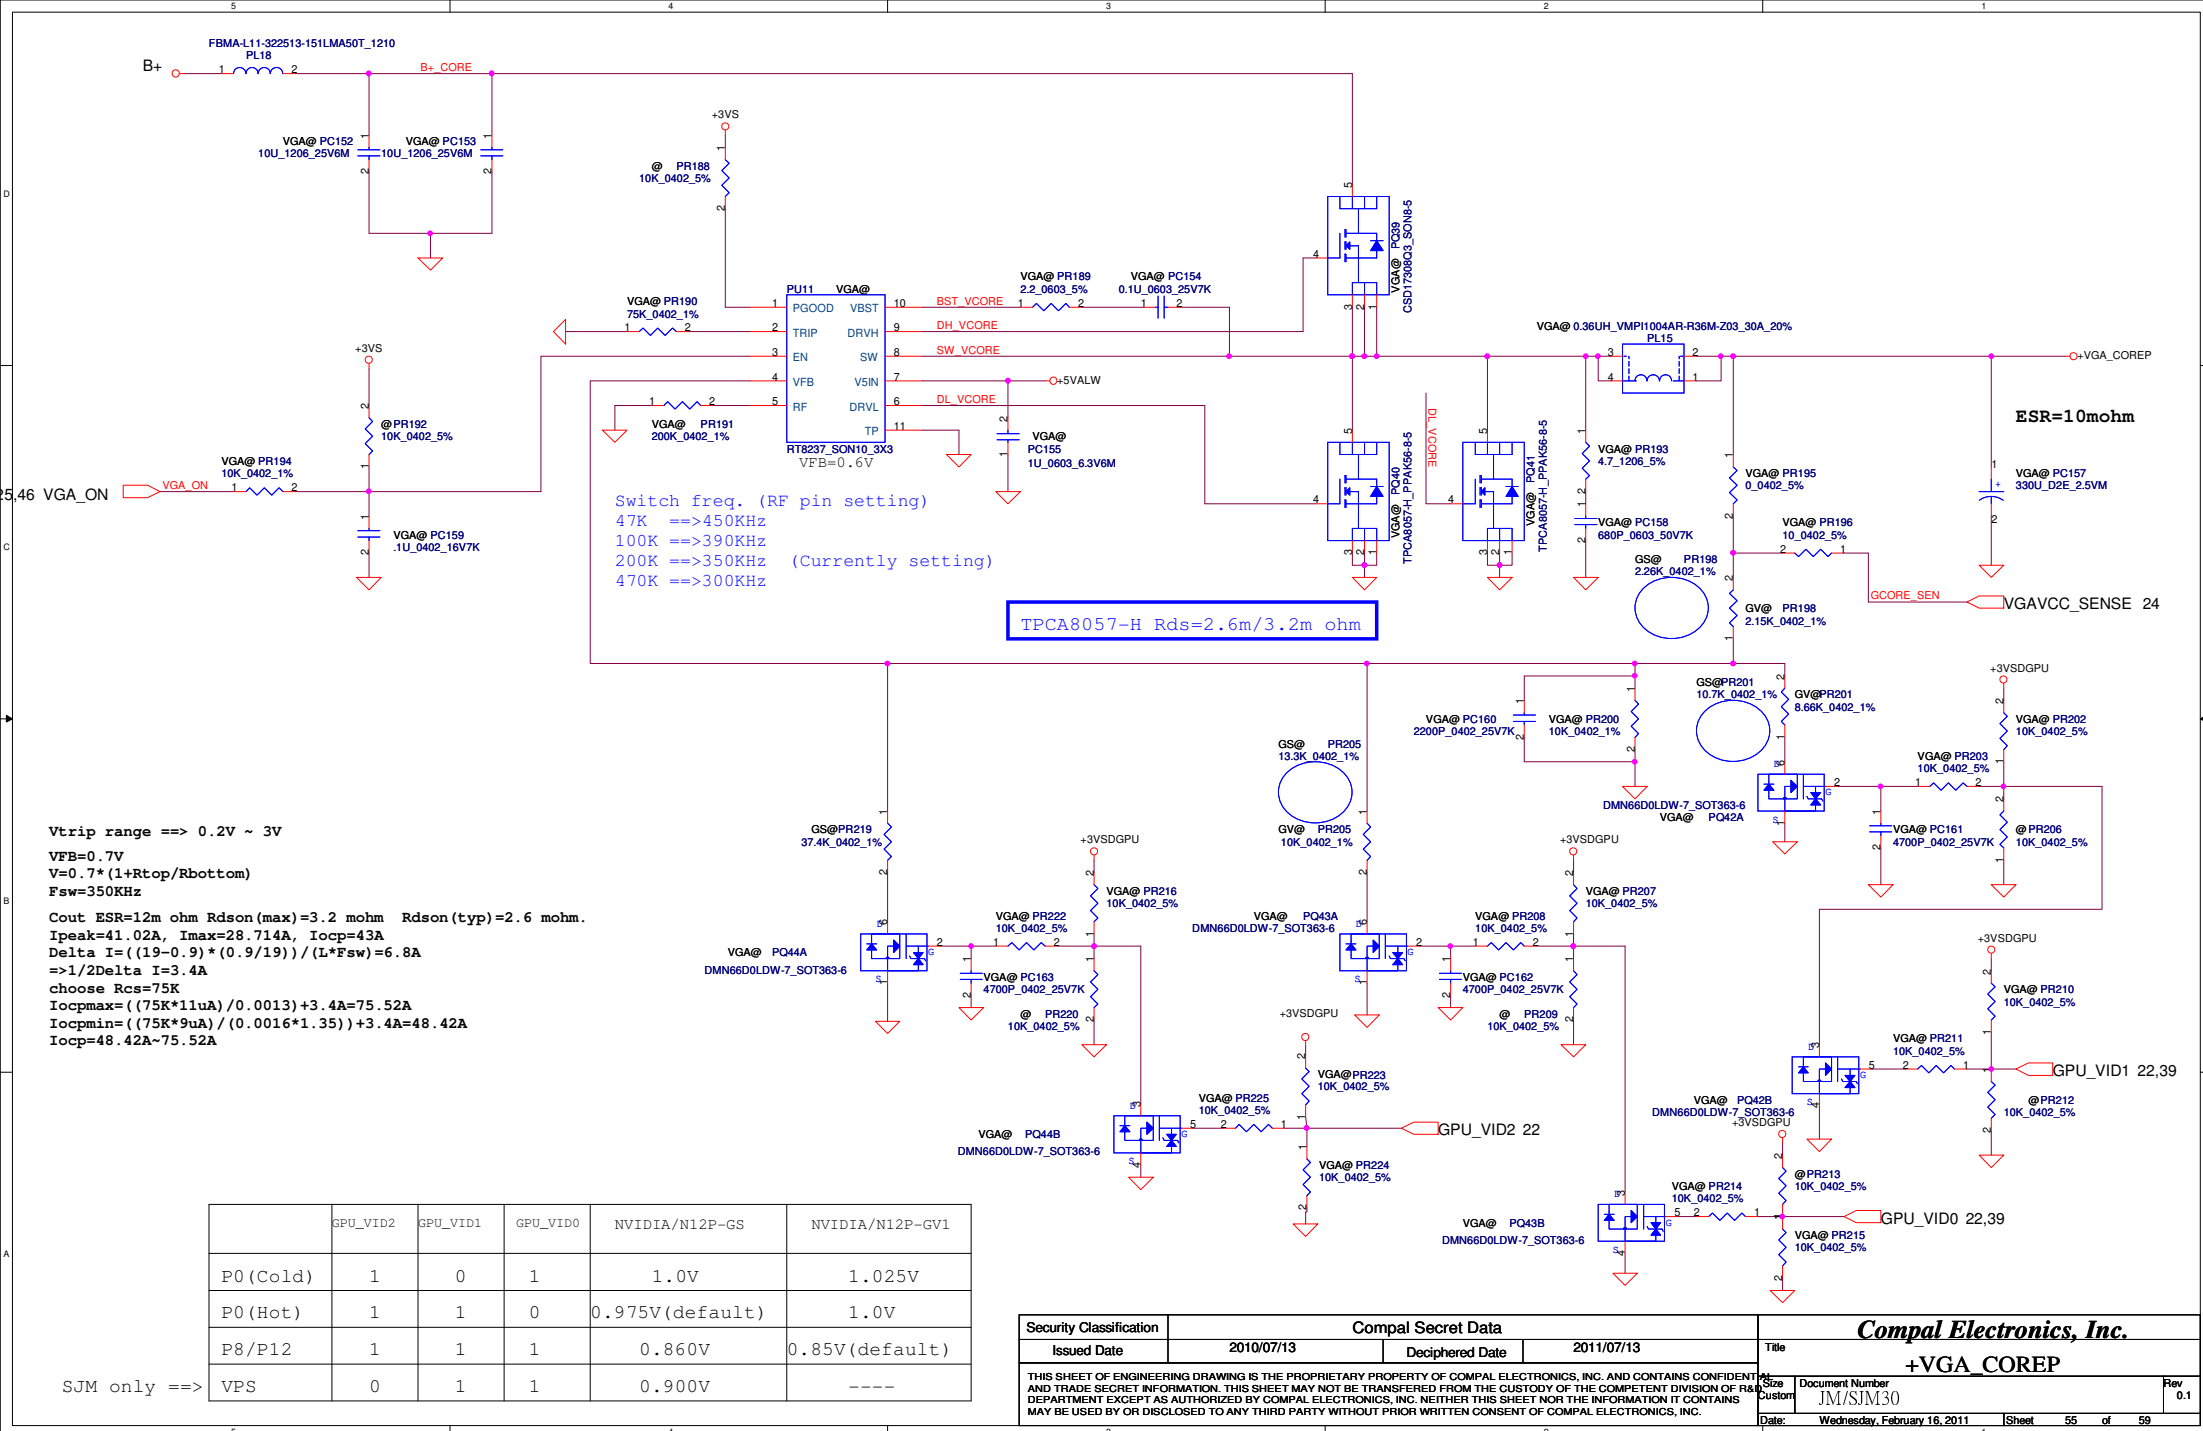 5 4 3 2 1
FBMA-L11-322513-151LMA50T_1210
PL18
B+
1 2
B+_CORE
VGA@ PC152
10U_1206_25V6M
VGA@ PC153
10U_1206_25V6M
+3VS
@ PR188
10K_0402_5%
VGA@ PQ39
CSD17308Q3_SON8-5
PU11 VGA@
1 PGOOD VBST 10
2 TRIP DRVH 9
3 EN SW 8
4 VFB V5IN 7
5 RF DRVL 6
TP 11
RT8237_SON10_3X3
VFB=0.6V
VGA@ PR190
75K_0402_1%
VGA@ PR191
200K_0402_1%
BST_VCORE
DH_VCORE
SW_VCORE
DL_VCORE
VGA@ PR189
2.2_0603_5%
VGA@ PC154
0.1U_0603_25V7K
+5VALW
VGA@
PC155
1U_0603_6.3V6M
VGA@ 0.36UH_VMPI1004AR-R36M-Z03_30A_20%
PL15
+VGA_COREP
ESR=10mohm
VGA@ PC157
330U_D2E_2.5VM
+3VS
@PR192
10K_0402_5%
VGA@ PR194
10K_0402_1%
25,46 VGA_ON
VGA_ON
VGA@ PC159
.1U_0402_16V7K
VGA@ PQ40
TPCA8057-H_PPAK56-8-5
DL_VCORE
VGA@ PQ41
TPCA8057-H_PPAK56-8-5
VGA@ PR193
4.7_1206_5%
VGA@ PC158
680P_0603_50V7K
VGA@ PR195
0_0402_5%
VGA@ PR196
10_0402_5%
GS@ PR198
2.26K_0402_1%
GV@ PR198
2.15K_0402_1%
GCORE_SEN
VGAVCC_SENSE 24
Switch freq. (RF pin setting)
47K ==>450KHz
100K ==>390KHz
200K ==>350KHz (Currently setting)
470K ==>300KHz
TPCA8057-H Rds=2.6m/3.2m ohm
VGA@ PC160
2200P_0402_25V7K
VGA@ PR200
10K_0402_1%
GS@PR201
10.7K_0402_1%
GV@PR201
8.66K_0402_1%
+3VSDGPU
VGA@ PR202
10K_0402_5%
VGA@ PR203
10K_0402_5%
DMN66D0LDW-7_SOT363-6
VGA@ PQ42A
VGA@ PC161
4700P_0402_25V7K
@PR206
10K_0402_5%
GS@ PR205
13.3K_0402_1%
GV@ PR205
10K_0402_1%
GS@PR219
37.4K_0402_1%
+3VSDGPU
VGA@ PR216
10K_0402_5%
VGA@ PR222
10K_0402_5%
VGA@ PQ44A
DMN66D0LDW-7_SOT363-6
VGA@ PC163
4700P_0402_25V7K
@ PR220
10K_0402_5%
+3VSDGPU
VGA@ PR207
10K_0402_5%
VGA@ PR208
10K_0402_5%
VGA@ PQ43A
DMN66D0LDW-7_SOT363-6
VGA@ PC162
4700P_0402_25V7K
@ PR209
10K_0402_5%
Vtrip range ==> 0.2V ~ 3V
VFB=0.7V
V=0.7*(1+Rtop/Rbottom)
Fsw=350KHz
Cout ESR=12m ohm Rdson(max)=3.2 mohm Rdson(typ)=2.6 mohm.
Ipeak=41.02A, Imax=28.714A, Iocp=43A
Delta I=((19-0.9)*(0.9/19))/(L*Fsw)=6.8A
=>1/2Delta I=3.4A
choose Rcs=75K
Iocpmax=((75K*11uA)/0.0013)+3.4A=75.52A
Iocpmin=((75K*9uA)/(0.0016*1.35))+3.4A=48.42A
Iocp=48.42A~75.52A
+3VSDGPU
VGA@PR223
10K_0402_5%
VGA@ PR225
10K_0402_5%
VGA@ PQ44B
DMN66D0LDW-7_SOT363-6
GPU_VID2 22
VGA@ PR224
10K_0402_5%
+3VSDGPU
VGA@ PR210
10K_0402_5%
VGA@ PR211
10K_0402_5%
GPU_VID1 22,39
@PR212
10K_0402_5%
VGA@ PQ42B
DMN66D0LDW-7_SOT363-6
+3VSDGPU
@PR213
10K_0402_5%
VGA@ PR214
10K_0402_5%
VGA@ PQ43B
DMN66D0LDW-7_SOT363-6
GPU_VID0 22,39
VGA@ PR215
10K_0402_5%
GPU_VID2 GPU_VID1 GPU_VID0 NVIDIA/N12P-GS NVIDIA/N12P-GV1
P0(Cold) 1 0 1 1.0V 1.025V
P0(Hot) 1 1 0 0.975V(default) 1.0V
P8/P12 1 1 1 0.860V 0.85V(default)
SJM only ==> VPS 0 1 1 0.900V ----
Security Classification Compal Secret Data
Issued Date 2010/07/13 Deciphered Date 2011/07/13
THIS SHEET OF ENGINEERING DRAWING IS THE PROPRIETARY PROPERTY OF COMPAL ELECTRONICS, INC. AND CONTAINS CONFIDENTIAL
AND TRADE SECRET INFORMATION. THIS SHEET MAY NOT BE TRANSFERED FROM THE CUSTODY OF THE COMPETENT DIVISION OF R&D
DEPARTMENT EXCEPT AS AUTHORIZED BY COMPAL ELECTRONICS, INC. NEITHER THIS SHEET NOR THE INFORMATION IT CONTAINS
MAY BE USED BY OR DISCLOSED TO ANY THIRD PARTY WITHOUT PRIOR WRITTEN CONSENT OF COMPAL ELECTRONICS, INC.
Compal Electronics, Inc.
Title
+VGA_COREP
Size
Custom
Document Number
JM/SJM30
Rev
0.1
Date: Wednesday, February 16, 2011 Sheet 55 of 59